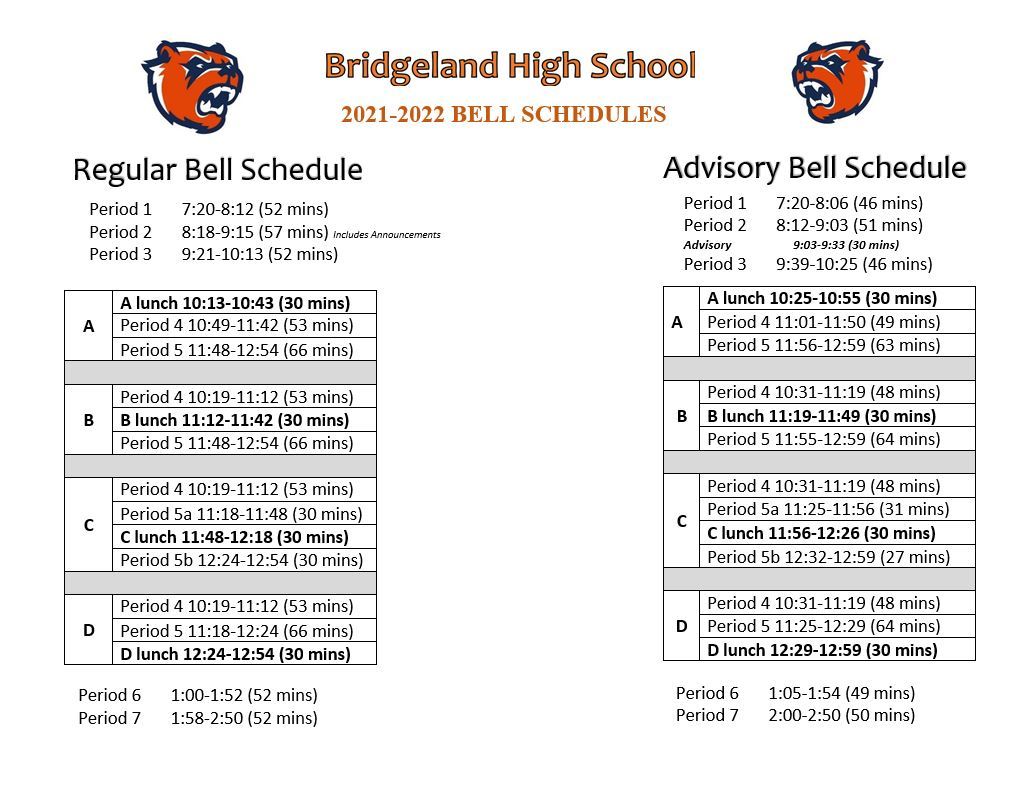 Bridgeland High School
2021-2022 BELL SCHEDULES
Regular Bell Schedule
Period 1 7:20-8:12 (52 mins)
Period 2 8:18-9:15 (57 mins) Includes Announcements
Period 3 9:21-10:13 (52 mins)
A
A lunch 10:13-10:43 (30 mins)
Period 4 10:49-11:42 (53 mins)
Period 5 11:48-12:54 (66 mins)
B
Period 4 10:19-11:12 (53 mins)
B lunch 11:12-11:42 (30 mins)
Period 5 11:48-12:54 (66 mins)
C
Period 4 10:19-11:12 (53 mins)
Period 5a 11:18-11:48 (30 mins)
C lunch 11:48-12:18 (30 mins)
Period 5b 12:24-12:54 (30 mins)
D
Period 4 10:19-11:12 (53 mins)
Period 5 11:18-12:24 (66 mins)
D lunch 12:24-12:54 (30 mins)
Period 6 1:00-1:52 (52 mins)
Period 7 1:58-2:50 (52 mins)
Advisory Bell Schedule
Period 1 7:20-8:06 (46 mins)
Period 2 8:12-9:03 (51 mins)
Advisory 9:03-9:33 (30 mins)
Period 3 9:39-10:25 (46 mins)
A
A lunch 10:25-10:55 (30 mins)
Period 4 11:01-11:50 (49 mins)
Period 5 11:56-12:59 (63 mins)
B
Period 4 10:31-11:19 (48 mins)
B lunch 11:19-11:49 (30 mins)
Period 5 11:55-12:59 (64 mins)
C
Period 4 10:31-11:19 (48 mins)
Period 5a 11:25-11:56 (31 mins)
C lunch 11:56-12:26 (30 mins)
Period 5b 12:32-12:59 (27 mins)
D
Period 4 10:31-11:19 (48 mins)
Period 5 11:25-12:29 (64 mins)
D lunch 12:29-12:59 (30 mins)
Period 6 1:05-1:54 (49 mins)
Period 7 2:00-2:50 (50 mins)